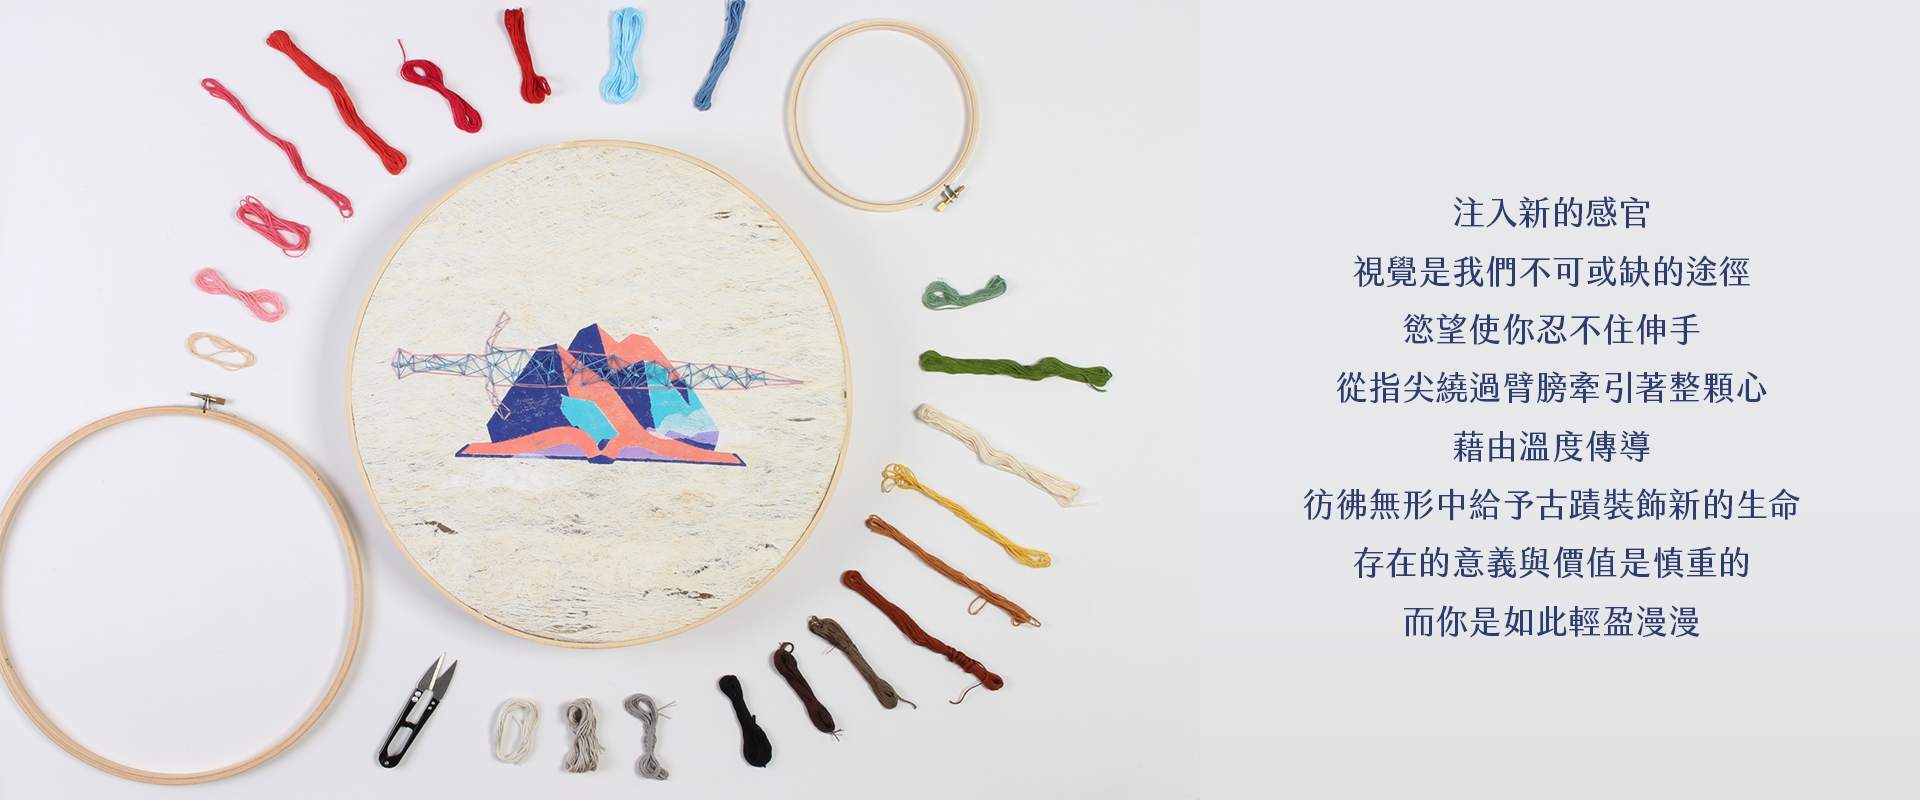 注入新的感官
視覺是我們不可或缺的途徑
慾望使你忍不住伸手
從指尖繞過臂膀牽引著整顆心
藉由溫度傳導
彷彿無形中給予古蹟裝飾新的生命
存在的意義與價值是慎重的
而你是如此輕盈漫漫